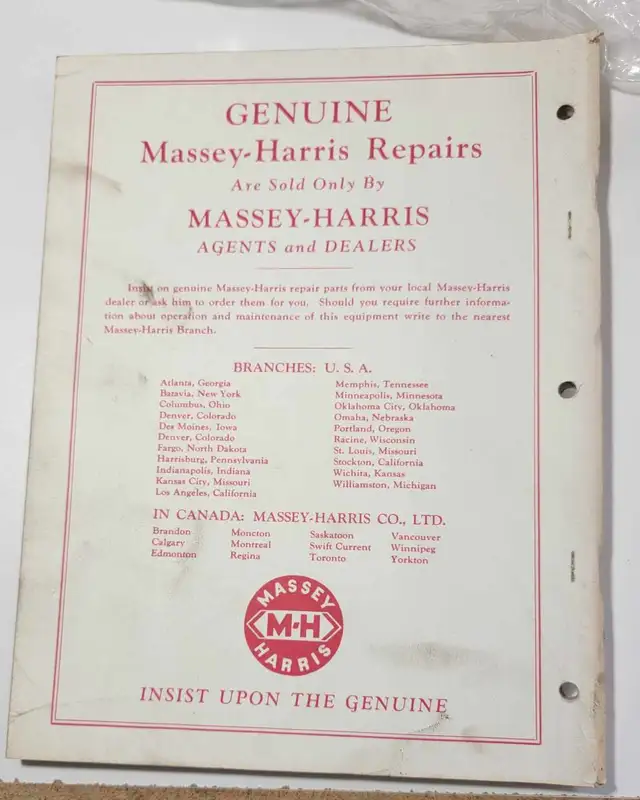 GENUINE
Massey-Harris Repairs
Are Sold Only By
MASSEY-HARRIS
AGENTS and DEALERS
Insist on genuine Massey-Harris repair parts from your local Massey-Harris
dealer or ask him to order them for you. Should you require further informa-
tion about operation and maintenance of this equipment write to the nearest
Massey-Harris Branch.
BRANCHES: U. S. A.
Atlanta, Georgia
Batavia, New York
Columbus, Ohio
Denver, Colorado
Des Moines, Iowa
Denver, Colorado
Fargo, North Dakota
Harrisburg, Pennsylvania
Indianapolis, Indiana
Kansas City, Missouri
Los Angeles, California
Memphis, Tennessee
Minneapolis, Minnesota
Oklahoma City, Oklahoma
Omaha, Nebraska
Portland, Oregon
Racine, Wisconsin
St. Louis, Missouri
Stockton, California
Wichita, Kansas
Williamston, Michigan
IN CANADA: MASSEY-HARRIS CO., LTD.
Brandon
Calgary
Edmonton
Moncton
Montreal
Regina
Saskatoon
Swift Current
Toronto
Vancouver
Winnipeg
Yorkton
MASSEY
M-H
HARRIS
INSIST UPON THE GENUINE